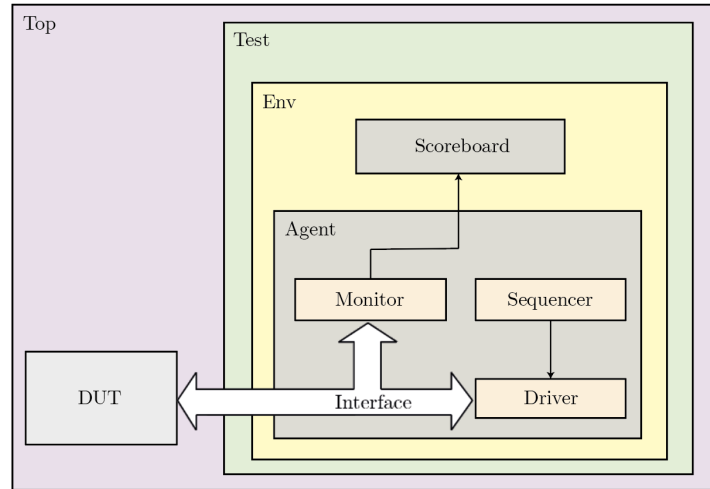 Top
Test
Env
Scoreboard
Agent
Monitor
Sequencer
DUT
Interface
Driver